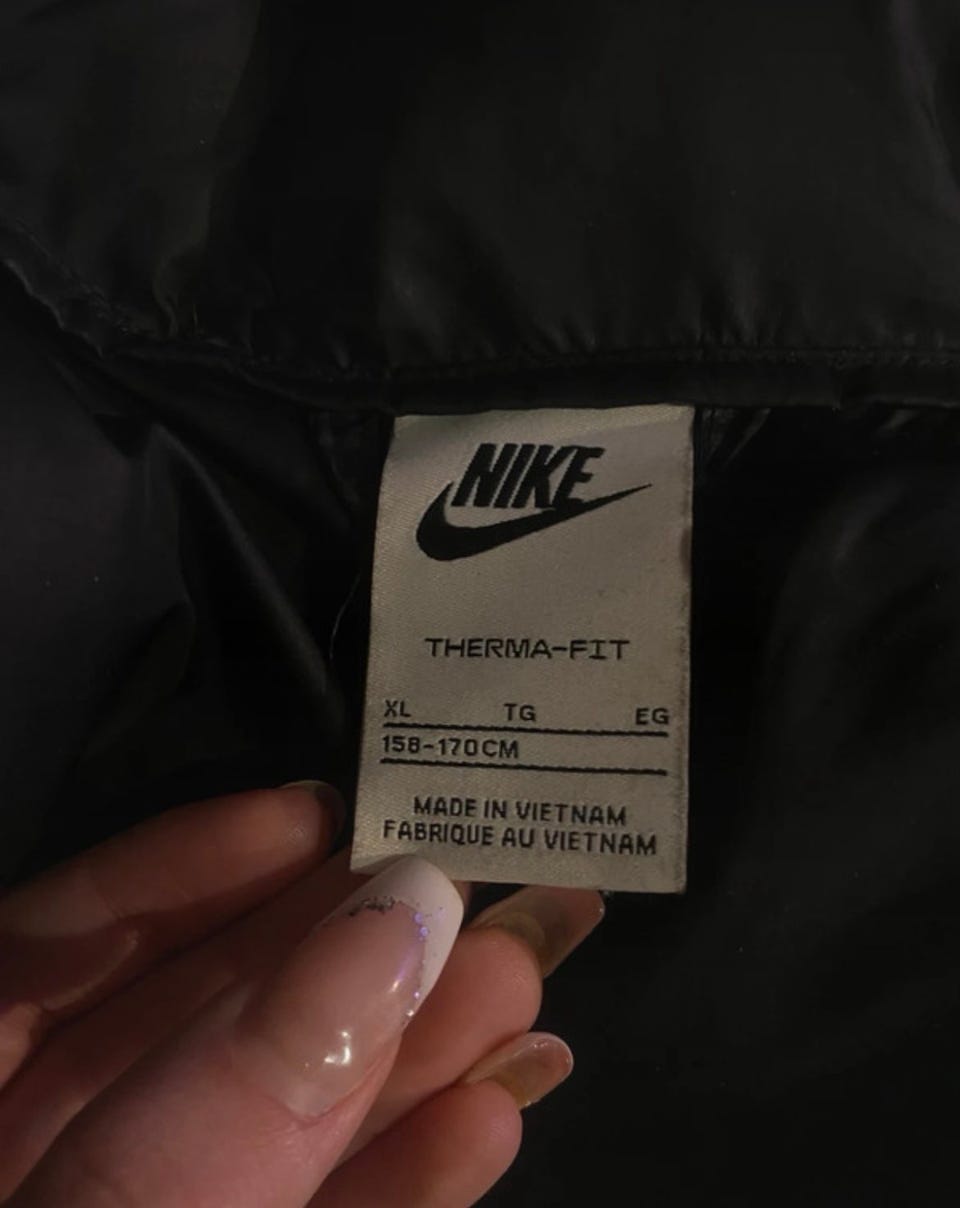 NIKE
THERMA-FIT
XL TG EG
158-170CM
MADE IN VIETNAM
FABRIQUE AU VIETNAM